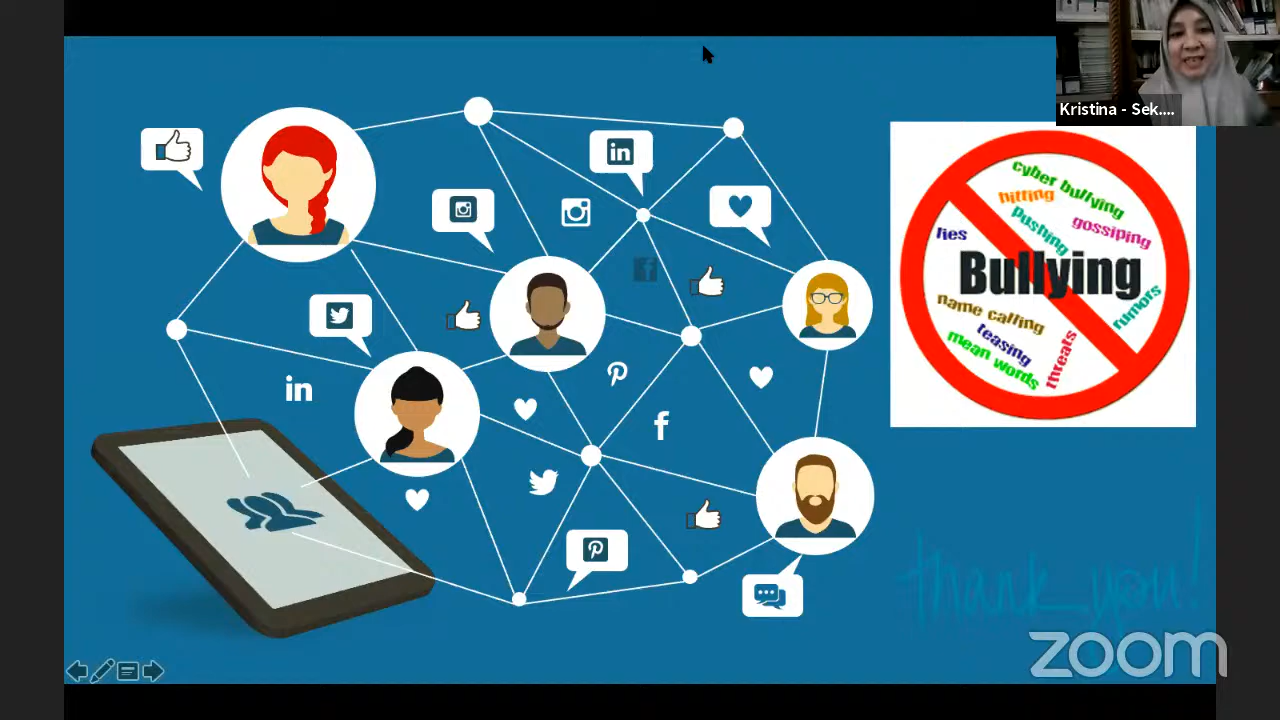 Kristina - Sek....
in
in
f
f
cyber bullying
hitting
pushing
gossiping
lies
Bullying
name calling
rumors
teasing
mean words
threats
thank you!
zoom